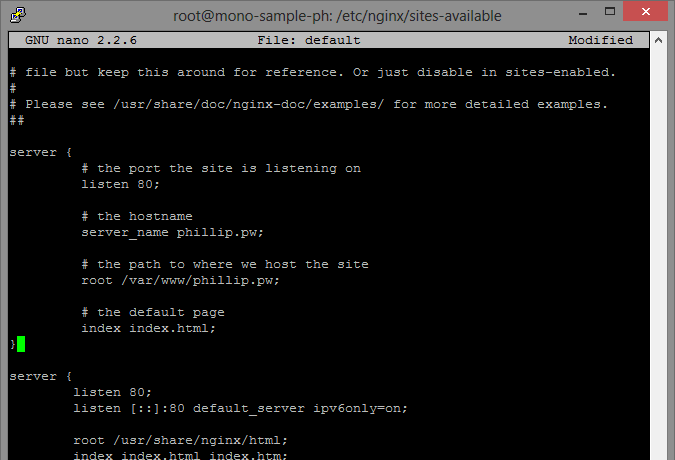 root@mono-sample-ph: /etc/nginx/sites-available
GNU nano 2.2.6 File: default Modified
# file but keep this around for reference. Or just disable in sites-enabled.
#
# Please see /usr/share/doc/nginx-doc/examples/ for more detailed examples.
##
server {
# the port the site is listening on
listen 80;
# the hostname
server_name phillip.pw;
# the path to where we host the site
root /var/www/phillip.pw;
# the default page
index index.html;
}
server {
listen 80;
listen [::]:80 default_server ipv6only=on;
root /usr/share/nginx/html;
index index.html index.htm;